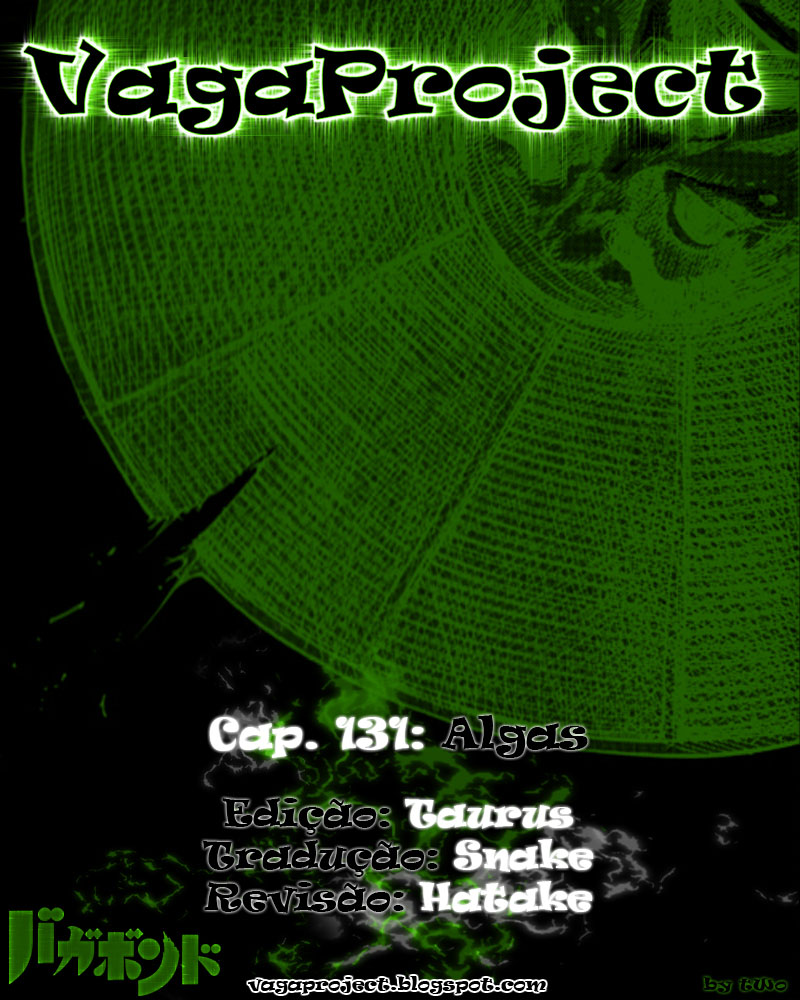 VagaProject
Cap. 131: Algas
Edição: Taurus
Tradução: Snake
Revisão: Hatake
バガボンド
vagaproject.blogspot.com
by tWo